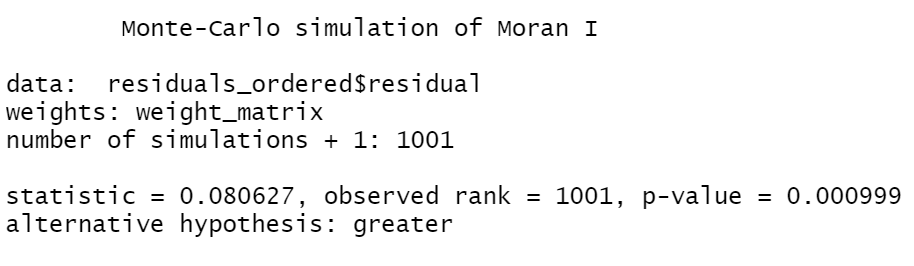 Monte-Carlo simulation of Moran I
data:  residuals_ordered$residual
weights: weight_matrix
number of simulations + 1: 1001
statistic = 0.080627, observed rank = 1001, p-value = 0.000999
alternative hypothesis: greater